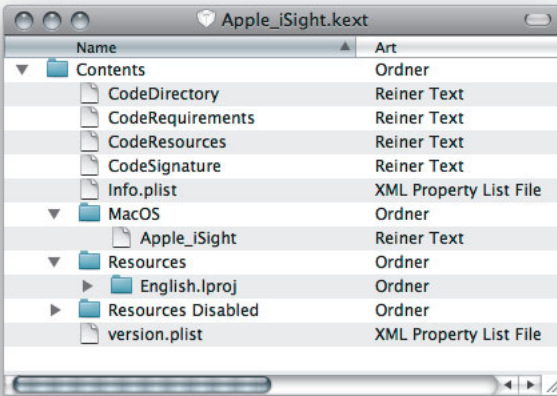 Apple_iSight.kext
Name Art
Contents Ordner
CodeDirectory Reiner Text
CodeRequirements Reiner Text
CodeResources Reiner Text
CodeSignature Reiner Text
Info.plist XML Property List File
MacOS Ordner
Apple_iSight Reiner Text
Resources Ordner
English.lproj Ordner
Resources Disabled Ordner
version.plist XML Property List File